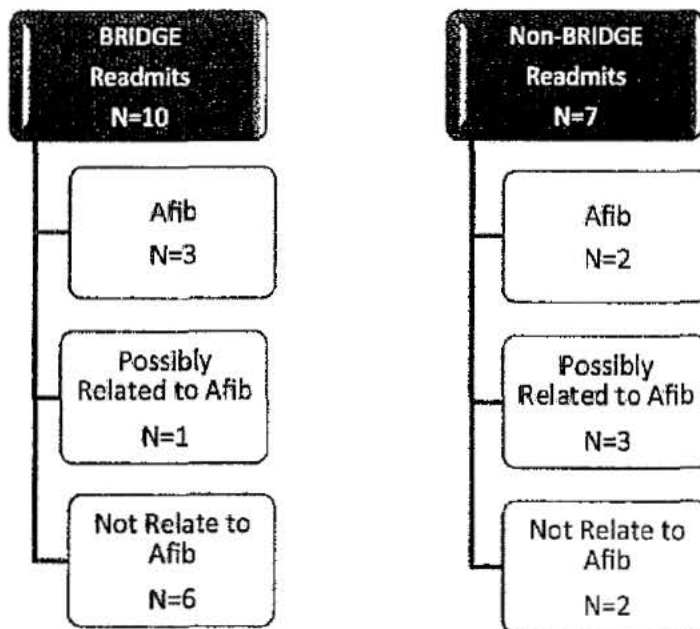 BRIDGE
Readmits
N=10
Afib
N=3
Possibly
Related to Afib
N=1
Not Relate to
Afib
N=6
Non-BRIDGE
Readmits
N=7
Afib
N=2
Possibly
Related to Afib
N=3
Not Relate to
Afib
N=2